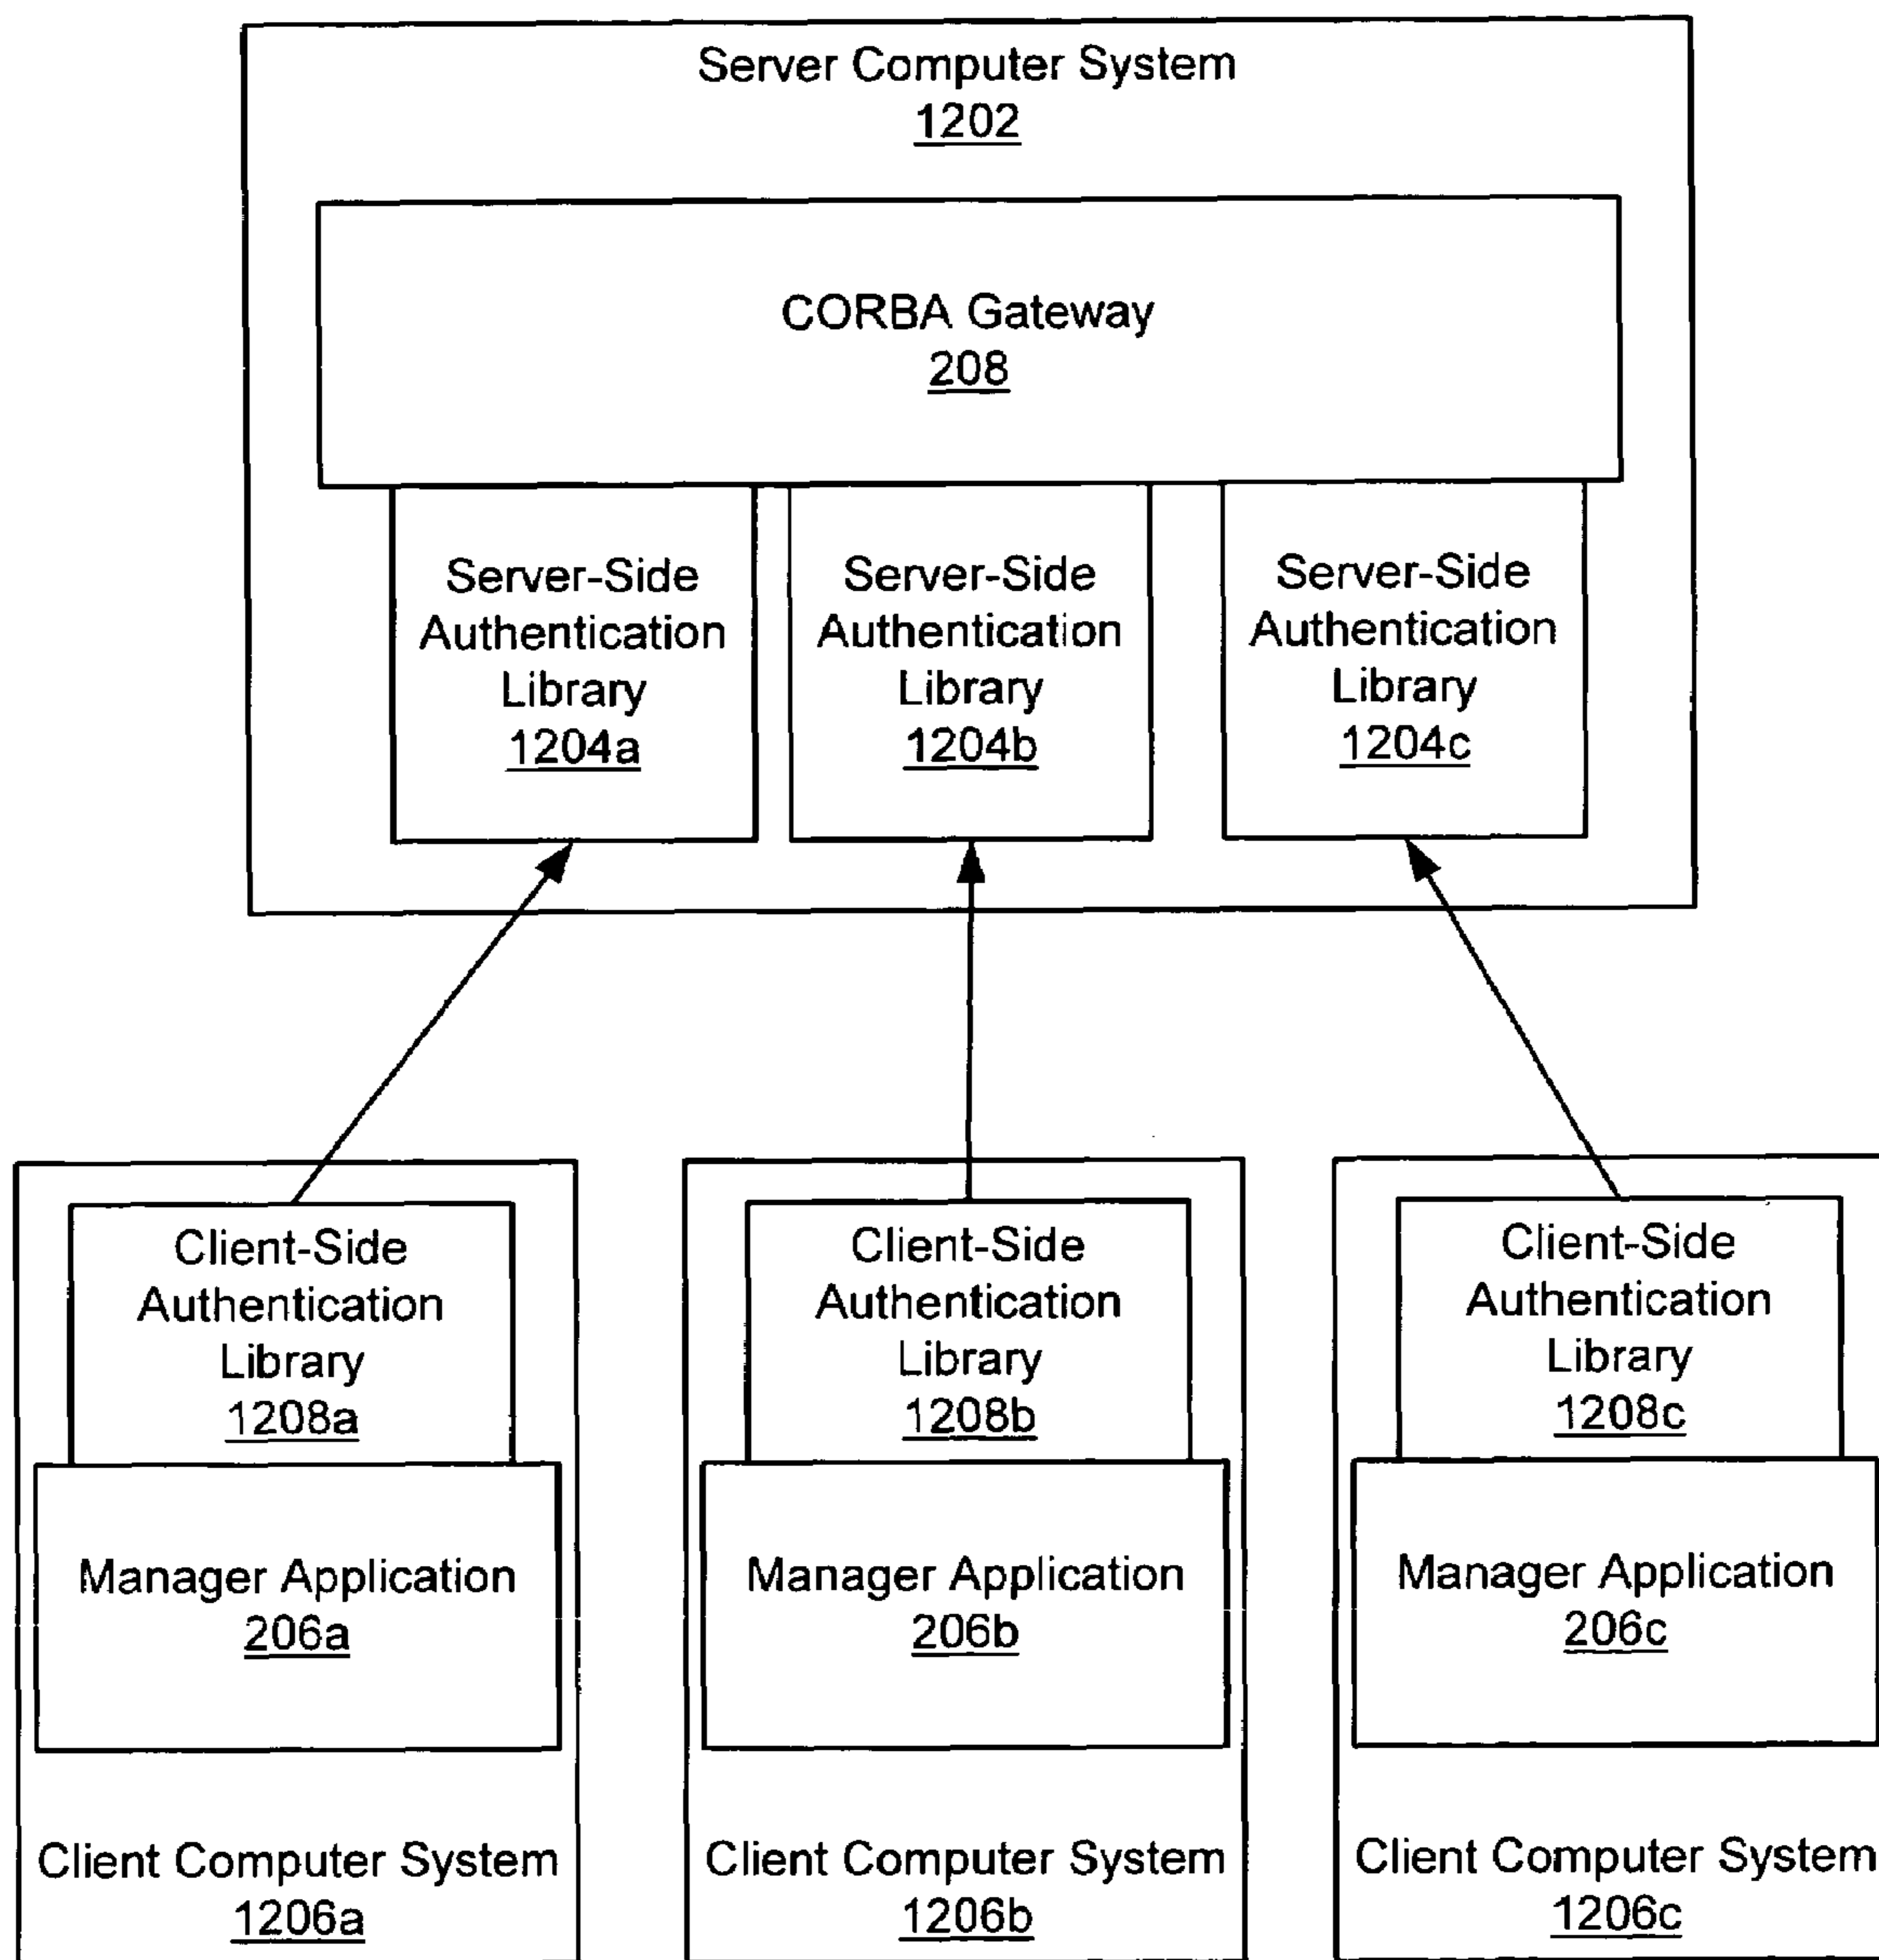 Server Computer System
1202
CORBA Gateway
208
Server-Side
Authentication
Library
1204a
Server-Side
Authentication
Library
1204b
Server-Side
Authentication
Library
1204c
Client-Side
Authentication
Library
1208a
Manager Application
206a
Client Computer System
1206a
Client-Side
Authentication
Library
1208b
Manager Application
206b
Client Computer System
1206b
Client-Side
Authentication
Library
1208c
Manager Application
206c
Client Computer System
1206c